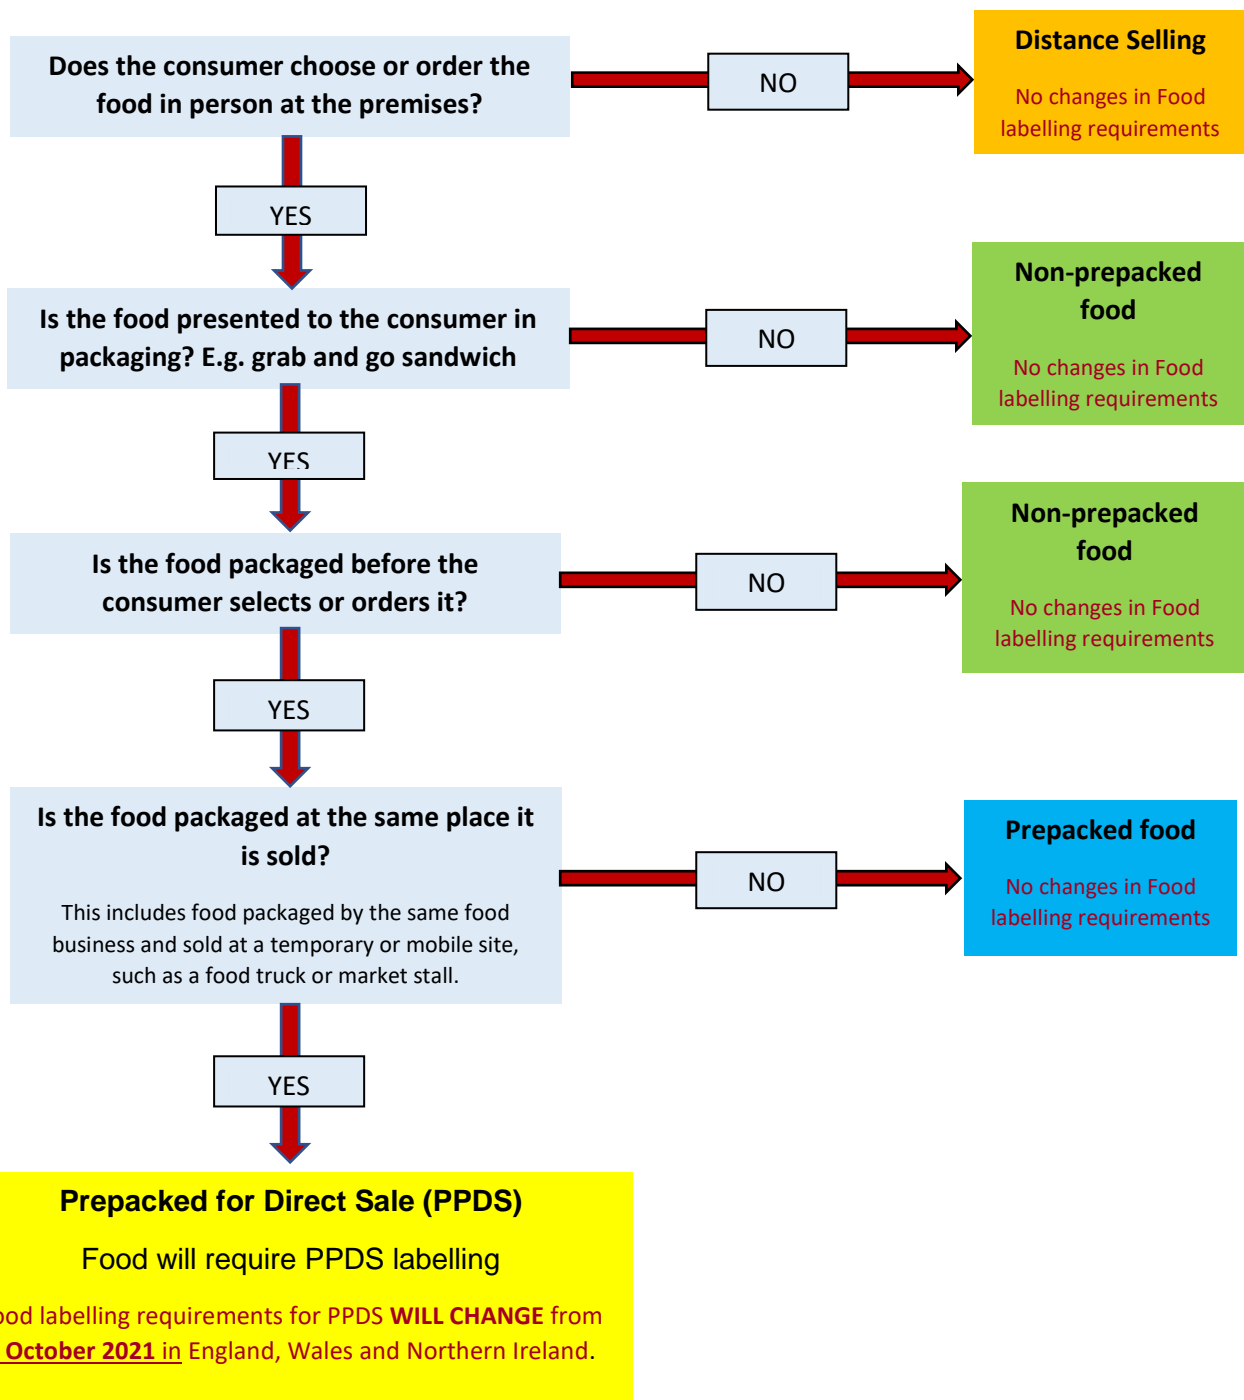 Does the consumer choose or order the
food in person at the premises?
NO
Distance Selling
No changes in Food
labelling requirements
YES
Is the food presented to the consumer in
packaging? E.g. grab and go sandwich
NO
Non-prepacked
food
No changes in Food
labelling requirements
YES
Is the food packaged before the
consumer selects or orders it?
NO
Non-prepacked
food
No changes in Food
labelling requirements
YES
Is the food packaged at the same place it
is sold?
This includes food packaged by the same food
business and sold at a temporary or mobile site,
such as a food truck or market stall.
NO
Prepacked food
No changes in Food
labelling requirements
YES
Prepacked for Direct Sale (PPDS)
Food will require PPDS labelling
ood labelling requirements for PPDS WILL CHANGE from
October 2021 in England, Wales and Northern Ireland.